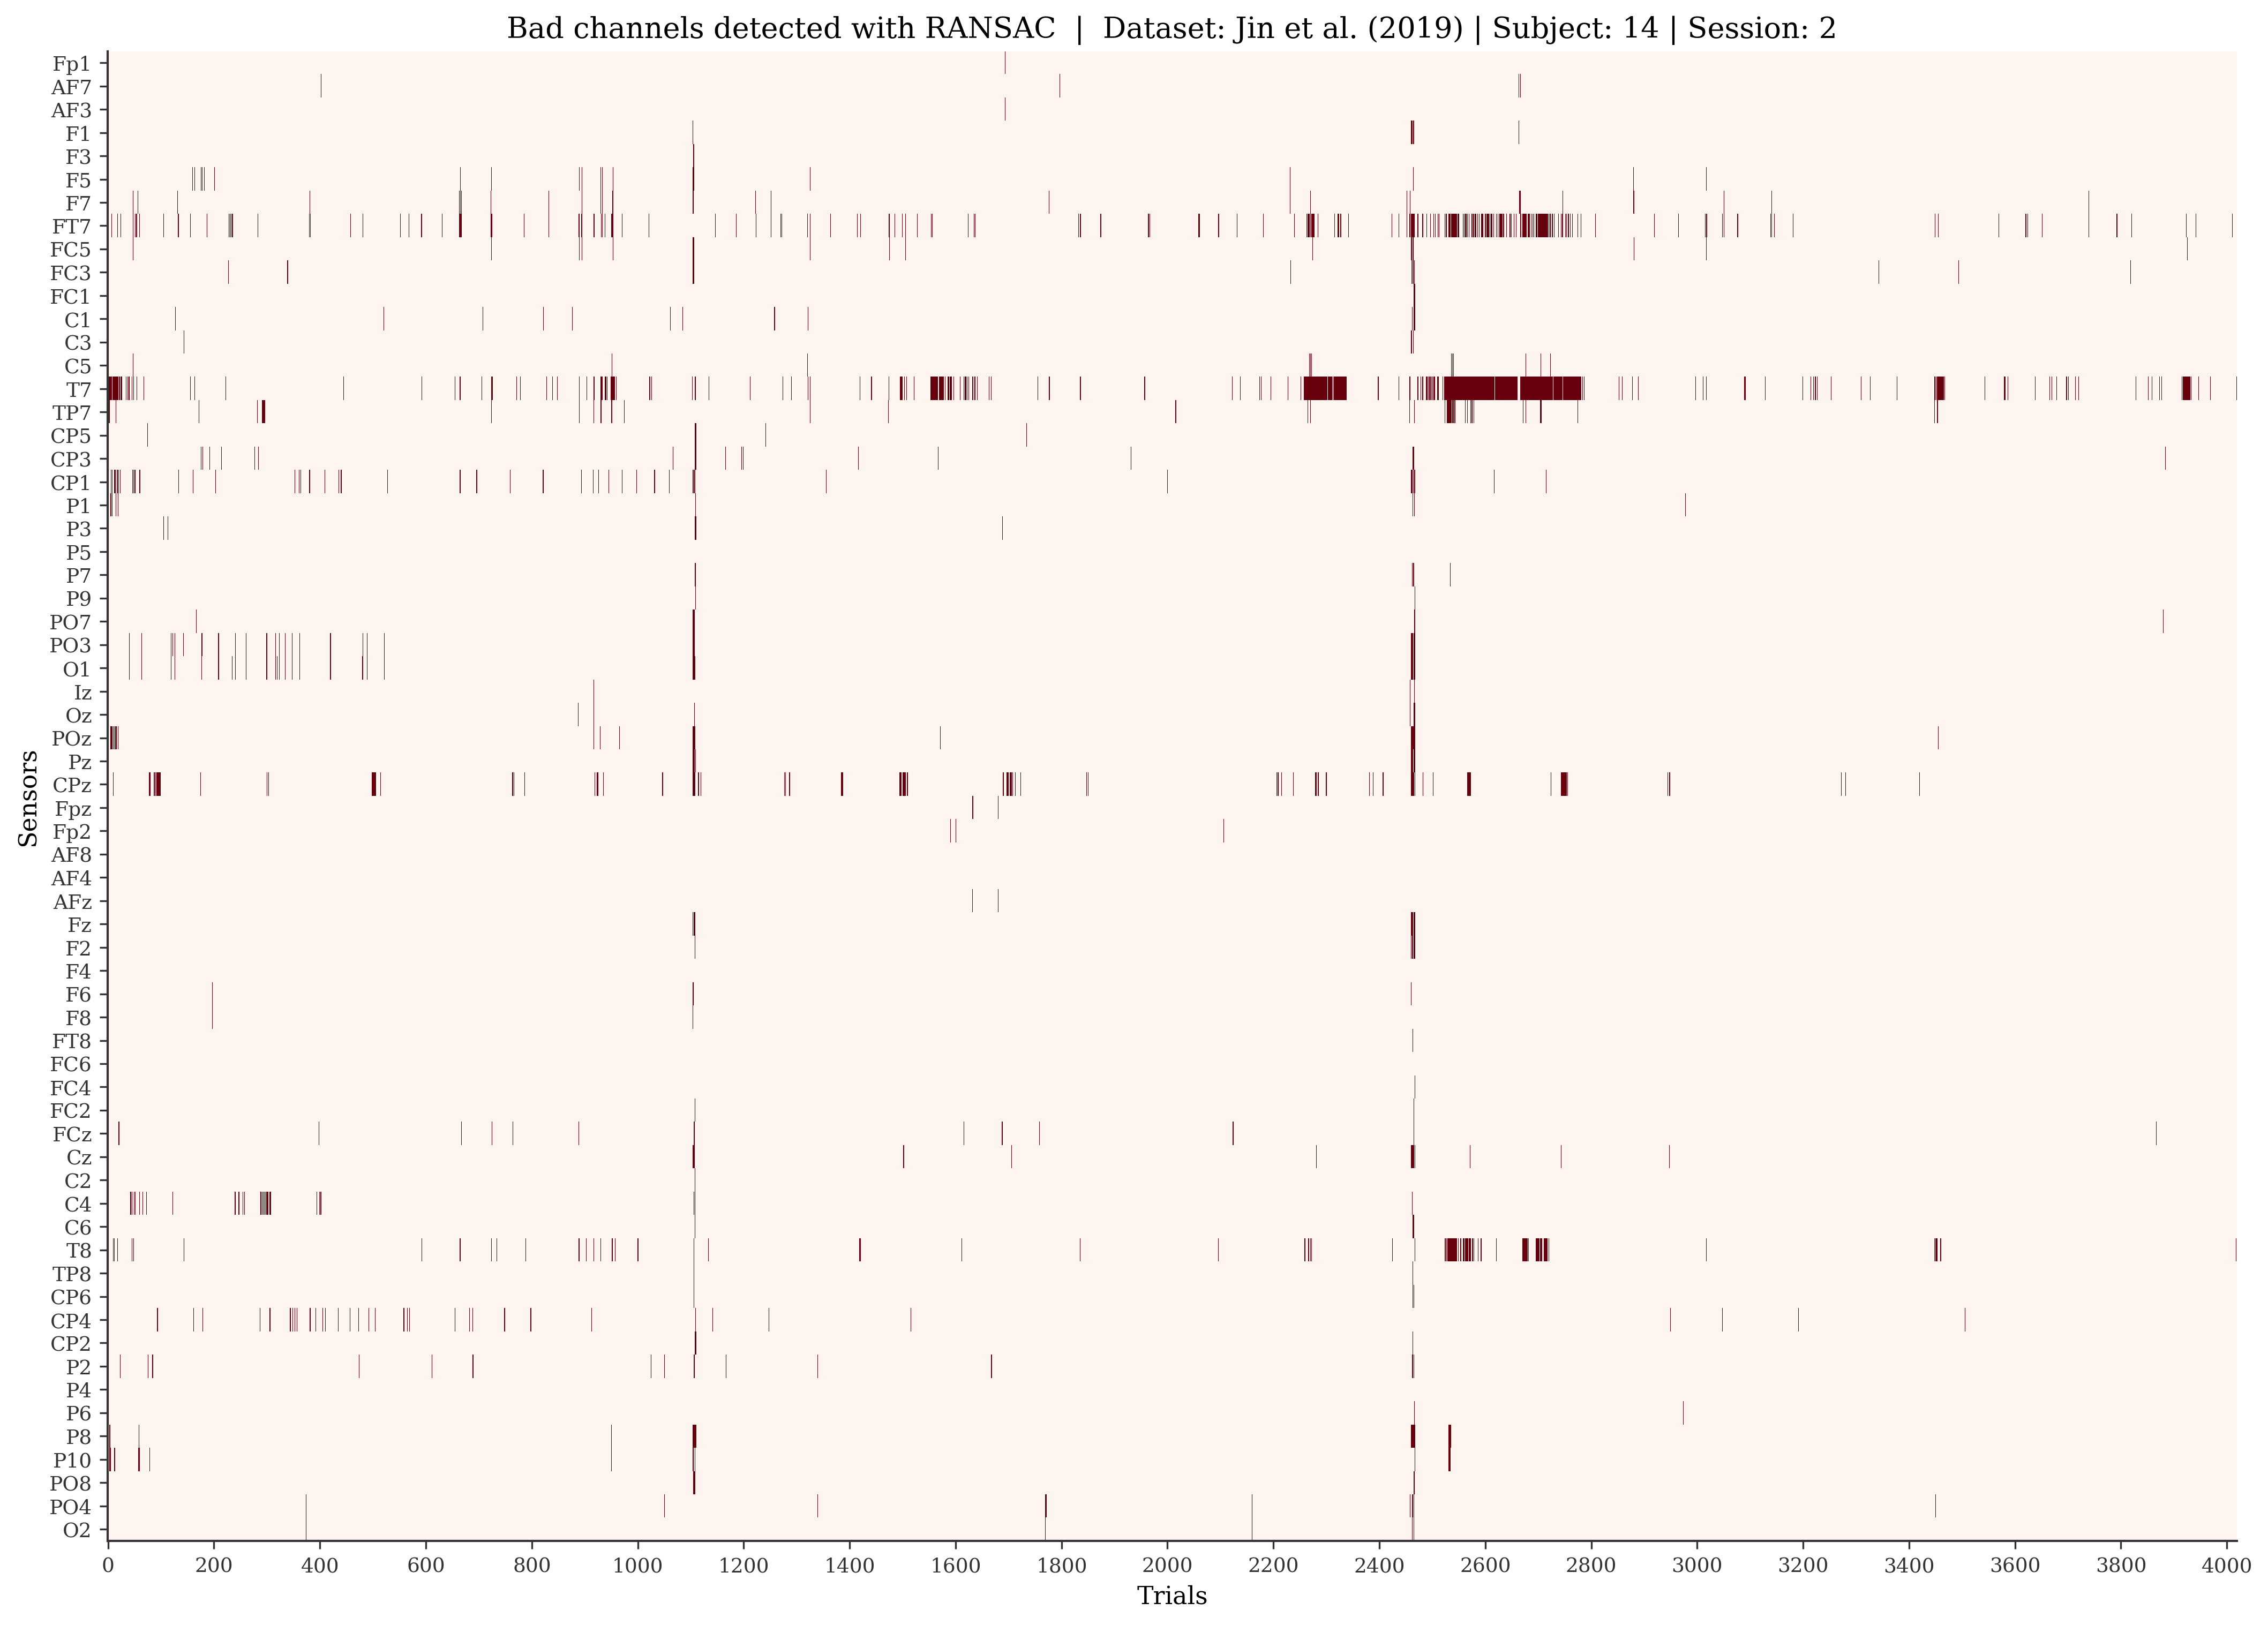 Bad channels detected with RANSAC | Dataset: Jin et al. (2019) | Subject: 14 | Session: 2
Sensors
Fp1
AF7
AF3
F1
F3
F5
F7
FT7
FC5
FC3
FC1
C1
C3
C5
T7
TP7
CP5
CP3
CP1
P1
P3
P5
P7
P9
PO7
PO3
O1
Iz
Oz
POz
Pz
CPz
Fpz
Fp2
AF8
AF4
AFz
Fz
F2
F4
F6
F8
FT8
FC6
FC4
FC2
FCz
Cz
C2
C4
C6
T8
TP8
CP6
CP4
CP2
P2
P4
P6
P8
P10
PO8
PO4
O2
0 200 400 600 800 1000 1200 1400 1600 1800 2000 2200 2400 2600 2800 3000 3200 3400 3600 3800 4000
Trials